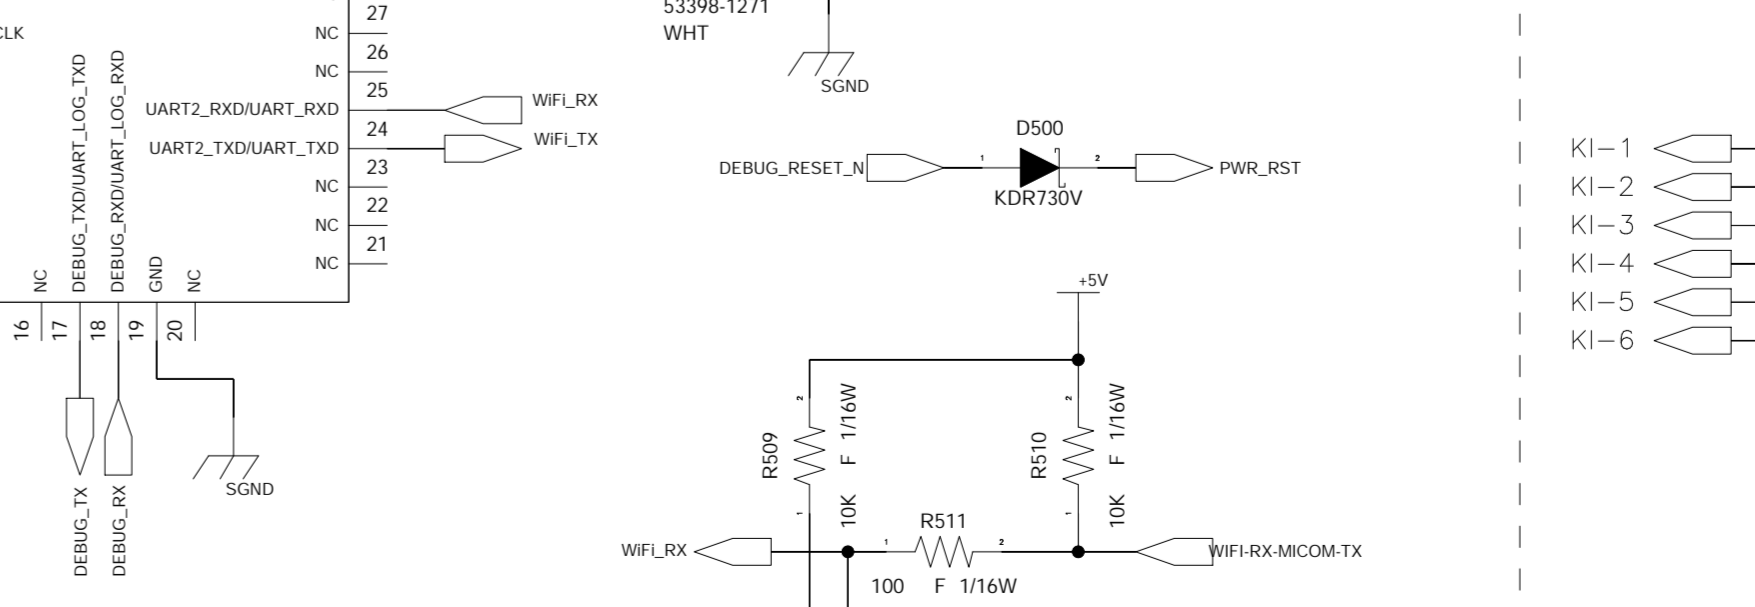 27
53398-1271
CLK
NC
WHT
26
NC
SGND
25
UART2_RXD/UART_RXD
WiFi_RX
24
UART2_TXD/UART_TXD
WiFi_TX
23
NC
22
NC
21
NC
NC
DEBUG_TXD/UART_LOG_TXD
DEBUG_RXD/UART_LOG_RXD
GND
NC
16
17
18
19
20
SGND
DEBUG_TX
DEBUG_RX
D500
DEBUG_RESET_N
1
2
PWR_RST
KDR730V
+5V
2
R509
F 1/16W
10K
1
2
R510
F 1/16W
10K
1
R511
WiFi_RX
1
2
WIFI-RX-MICOM-TX
100 F 1/16W
KI-1
KI-2
KI-3
KI-4
KI-5
KI-6